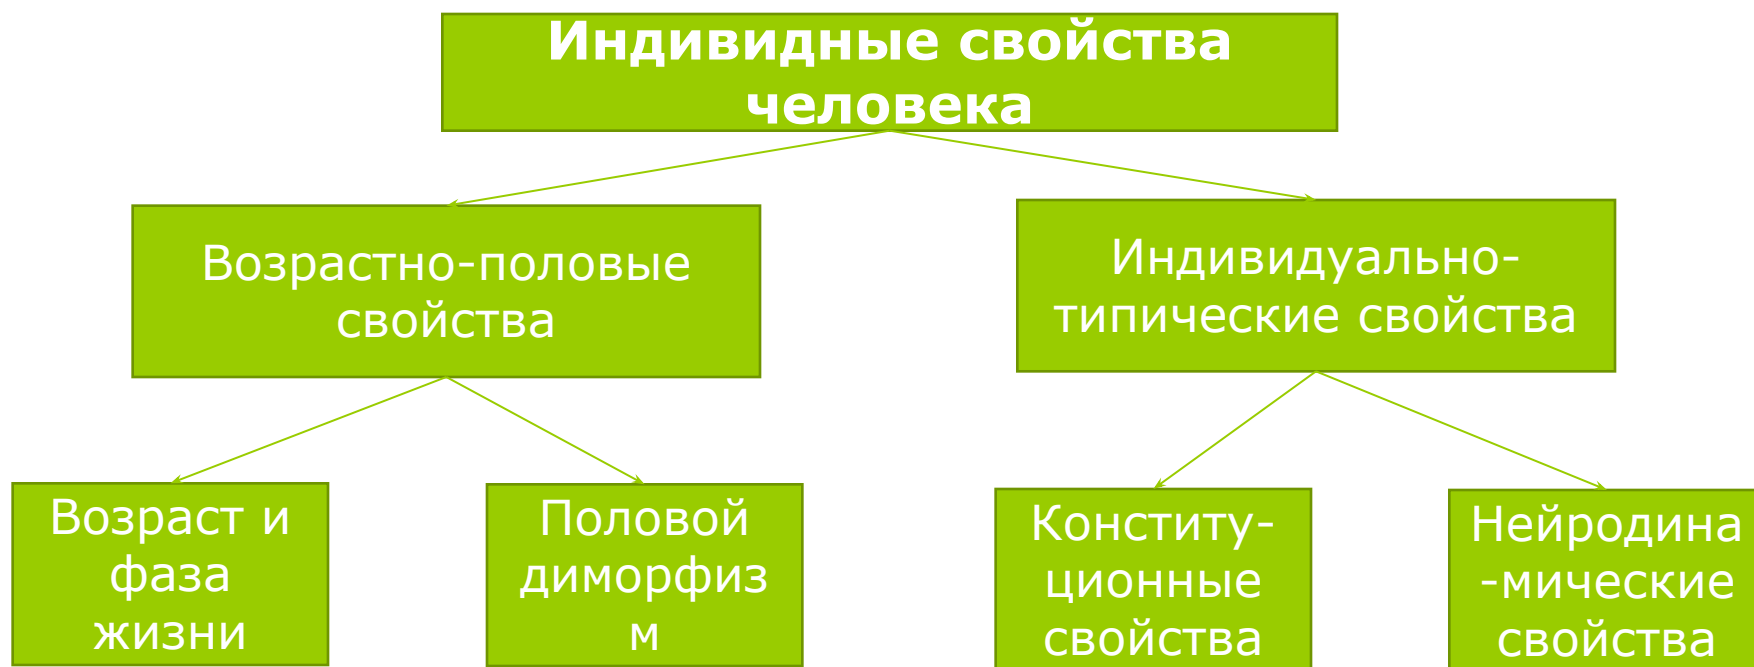 Индивидные свойства
человека
Возрастно-половые
свойства
Индивидуально-
типические свойства
Возраст и
фаза
жизни
Половой
диморфиз
м
Конститу-
ционные
свойства
Нейродина
-мические
свойства